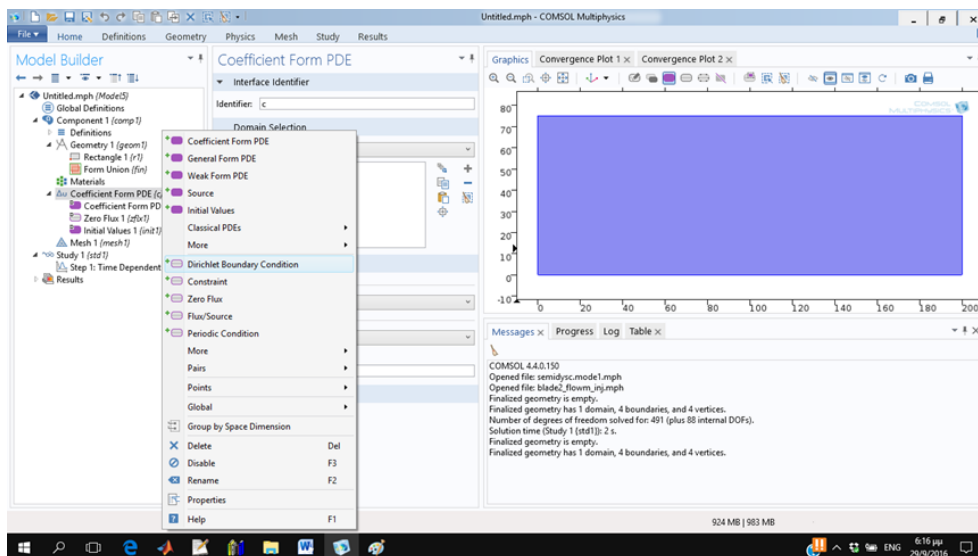 Untitled.mph - COMSOL Multiphysics
File Home Definitions Geometry Physics Mesh Study Results
Model Builder
Untitled.mph (Model5)
Global Definitions
Component 1 (comp1)
Definitions
Geometry 1 (geom1)
Rectangle 1 (r1)
Form Union (fin)
Materials
Coefficient Form PDE (c
Coefficient Form PD
Zero Flux 1 (zflx1)
Initial Values 1 (init1)
Mesh 1 (mesh1)
Study 1 (std1)
Step 1: Time Dependent
Results
Coefficient Form PDE
Interface Identifier
Identifier: c
Domain Selection
Coefficient Form PDE
General Form PDE
Weak Form PDE
Source
Initial Values
Classical PDEs
More
Dirichlet Boundary Condition
Constraint
Zero Flux
Flux/Source
Periodic Condition
More
Pairs
Points
Global
Group by Space Dimension
Delete Del
Disable F3
Rename F2
Properties
Help F1
Graphics Convergence Plot 1 Convergence Plot 2
COMSOL
MULTIPHYSICS
80
70
60
50
40
30
20
10
0
-10
0 20 40 60 80 100 120 140 160 180 200
Messages Progress Log Table
COMSOL 4.4.0.150
Opened file: semidysc.mode1.mph
Opened file: blade2_flowm_inj.mph
Finalized geometry is empty.
Finalized geometry has 1 domain, 4 boundaries, and 4 vertices.
Number of degrees of freedom solved for: 491 (plus 88 internal DOFs).
Solution time (Study 1 (std1)): 2 s.
Finalized geometry is empty.
Finalized geometry has 1 domain, 4 boundaries, and 4 vertices.
924 MB | 983 MB
ENG
6:16 μμ
29/9/2016